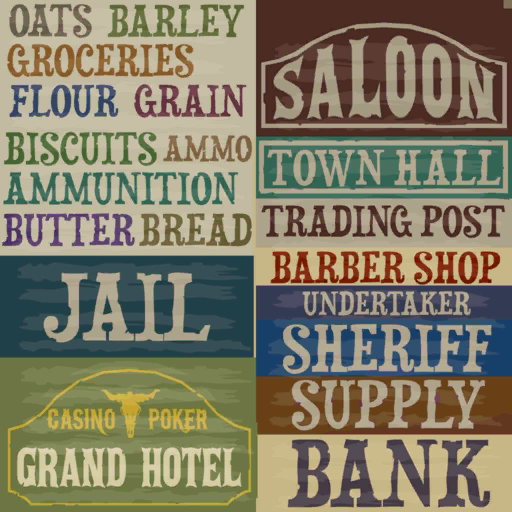 OATS BARLEY
GROCERIES
FLOUR GRAIN
BISCUITS AMMO
AMMUNITION
BUTTER BREAD
JAIL
CASINO POKER
GRAND HOTEL
SALOON
TOWN HALL
TRADING POST
BARBER SHOP
UNDERTAKER
SHERIFF
SUPPLY
BANK